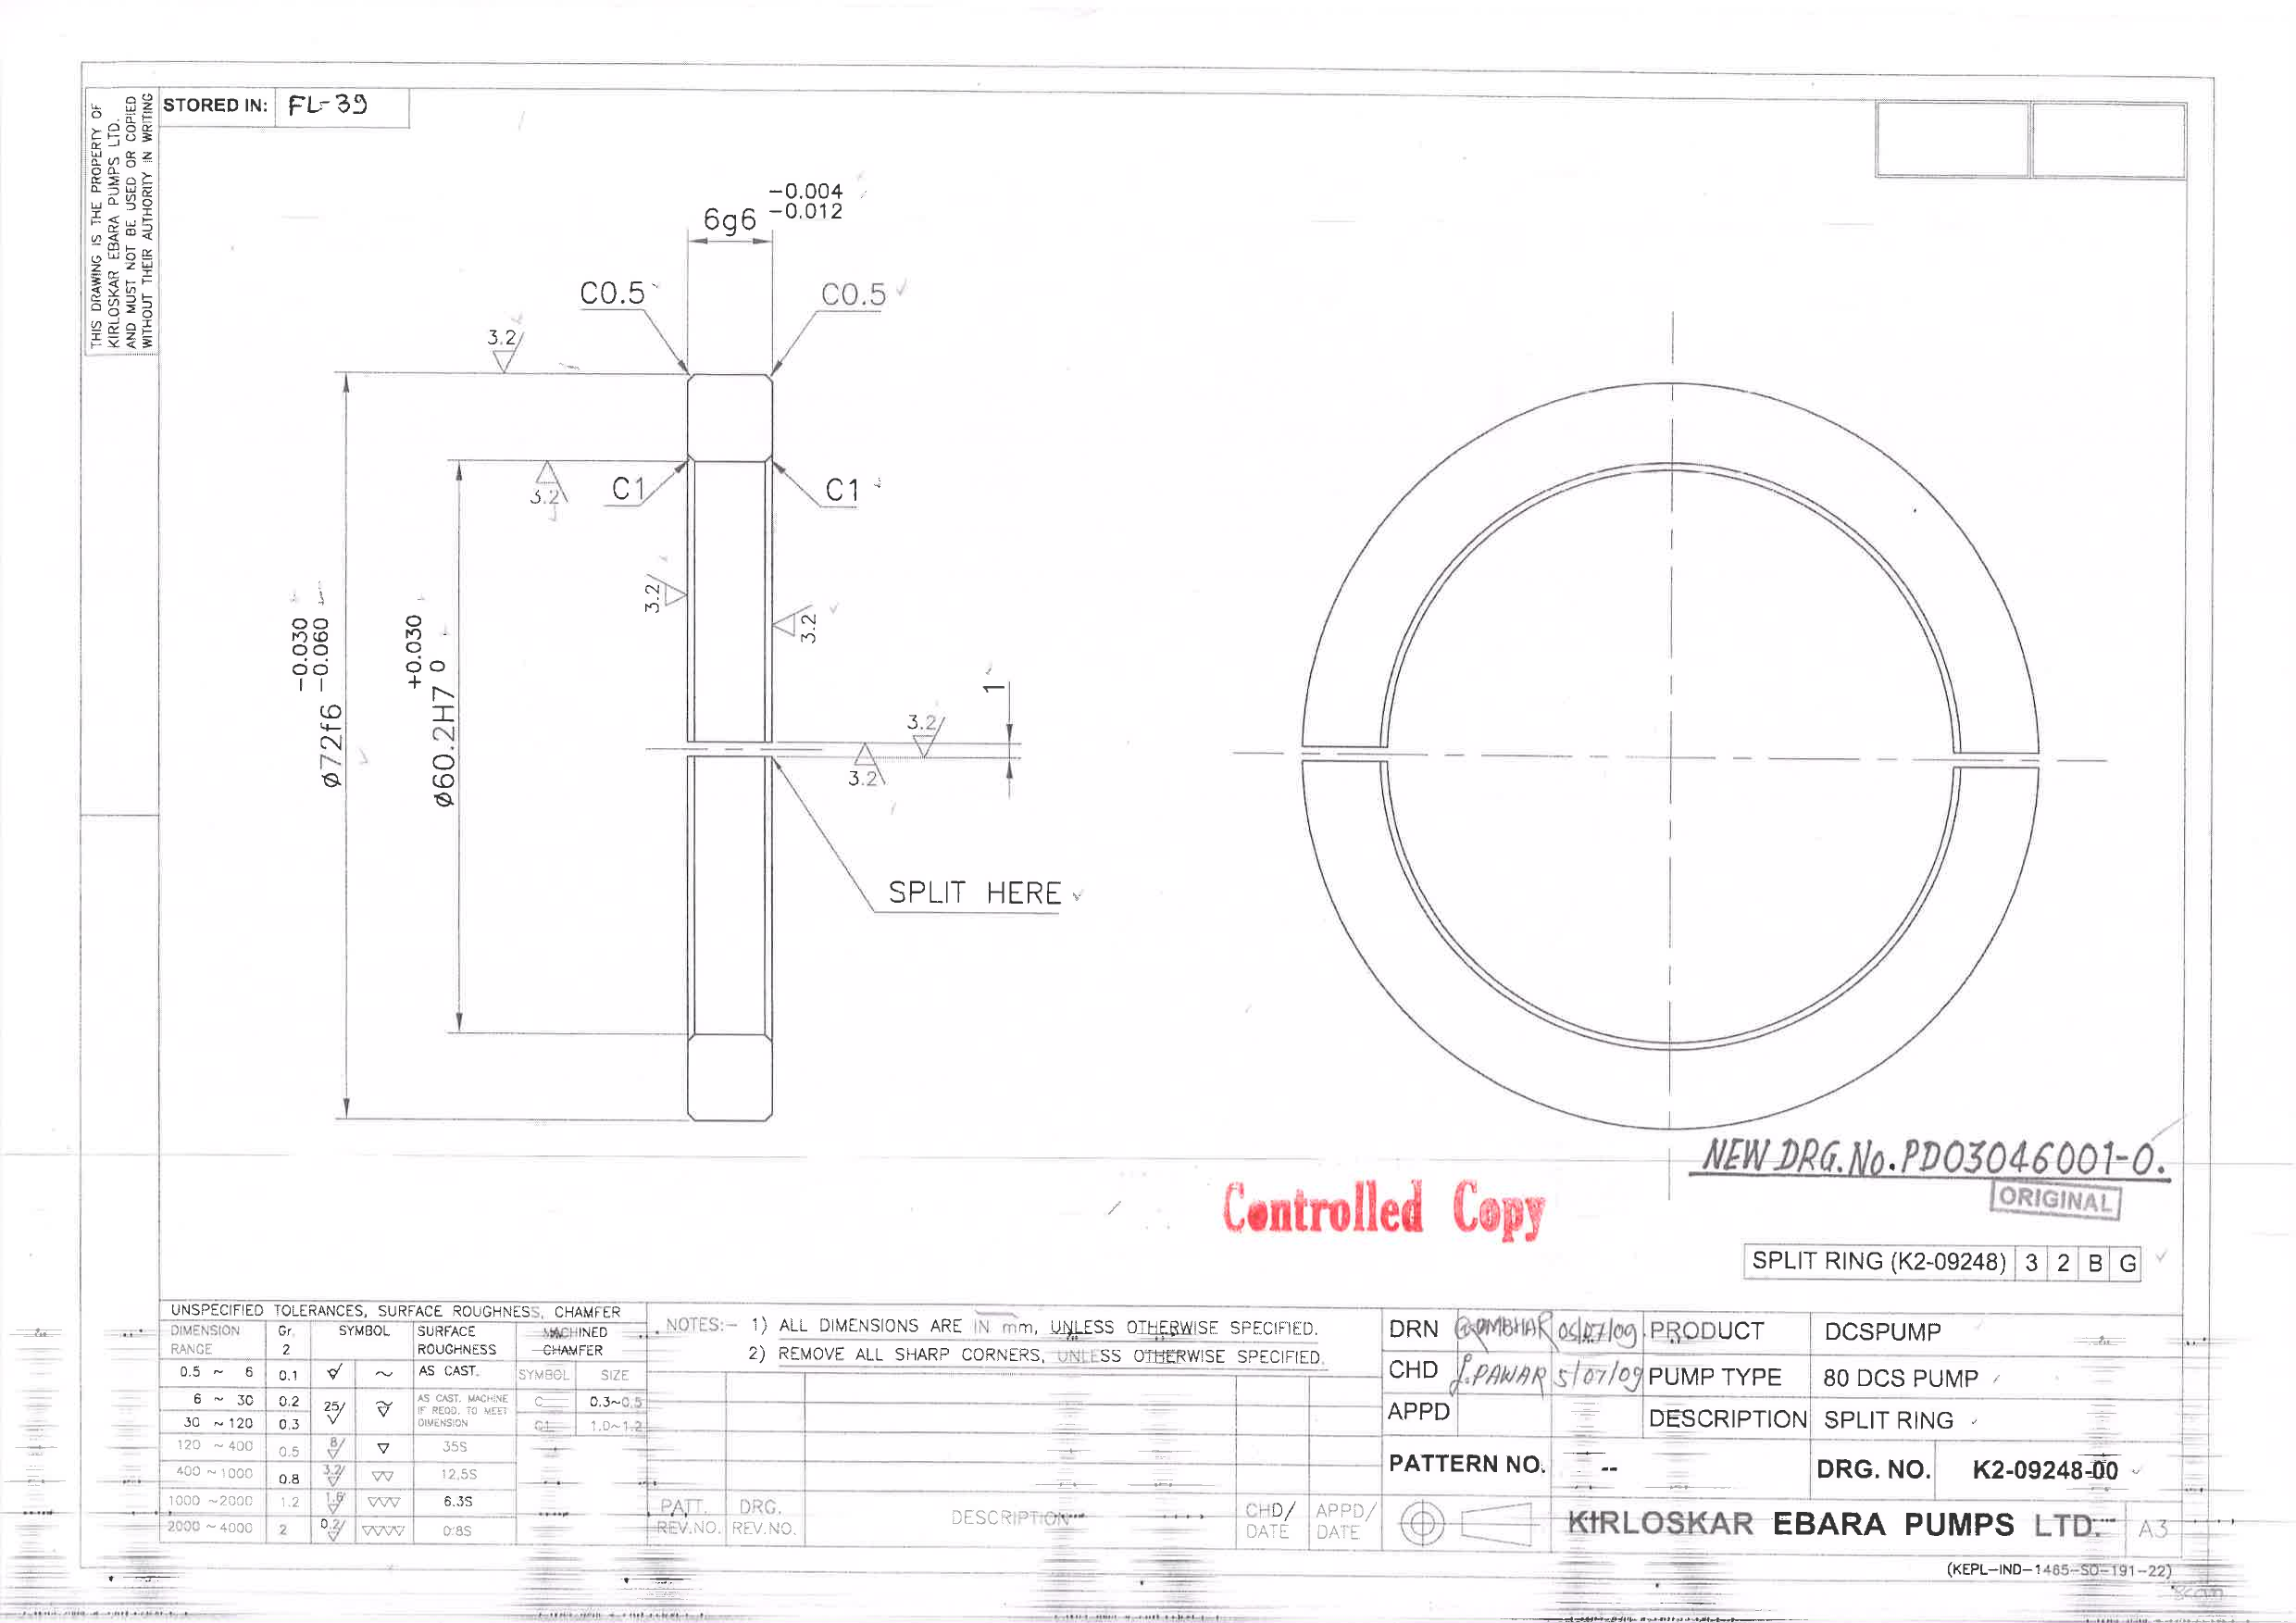 THIS DRAWING IS THE PROPERTY OF
KIRLOSKAR EBARA PUMPS LTD.
AND MUST NOT BE USED OR COPIED
WITHOUT THEIR AUTHORITY IN WRITING
STORED IN: FL-39
6g6 -0.004 -0.012
C0.5 C0.5
3.2
3.2 C1 C1
3.2 3.2
ø72f6 -0.030 -0.060
ø60.2H7 +0.030 0
1
3.2
3.2
SPLIT HERE
NEW DRG. No. PD03046001-0.
ORIGINAL
Controlled Copy
SPLIT RING (K2-09248) 3 2 B G
UNSPECIFIED TOLERANCES, SURFACE ROUGHNESS, CHAMFER
DIMENSION RANGE Gr. 2 SYMBOL SURFACE ROUGHNESS MACHINED CHAMFER
0.5 ~ 6 0.1 ~ AS CAST. SYMBOL SIZE
6 ~ 30 0.2 25 AS CAST. MACHINE IF REQD. TO MEET DIMENSION C 0.3~0.5
30 ~ 120 0.3 C1 1.0~1.2
120 ~ 400 0.5 8 35S
400 ~ 1000 0.8 3.2 12.5S
1000 ~ 2000 1.2 1.6 6.3S
2000 ~ 4000 2 0.2 0.8S
NOTES:- 1) ALL DIMENSIONS ARE IN mm, UNLESS OTHERWISE SPECIFIED.
2) REMOVE ALL SHARP CORNERS, UNLESS OTHERWISE SPECIFIED.
PATT. REV.NO. DRG. REV.NO. DESCRIPTION CHD/ DATE APPD/ DATE
DRN 05/07/09 PRODUCT DCSPUMP
CHD PAWAR 5/07/09 PUMP TYPE 80 DCS PUMP
APPD DESCRIPTION SPLIT RING
PATTERN NO. -- DRG. NO. K2-09248-00
KIRLOSKAR EBARA PUMPS LTD. A3
(KEPL-IND-1465-SO-191-22)